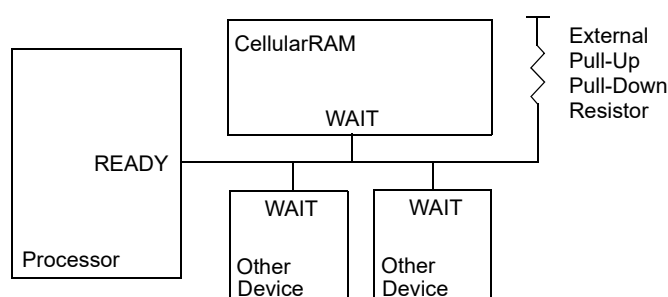 CellularRAM
WAIT
External
Pull-Up
Pull-Down
Resistor
READY
Processor
WAIT
Other
Device
WAIT
Other
Device